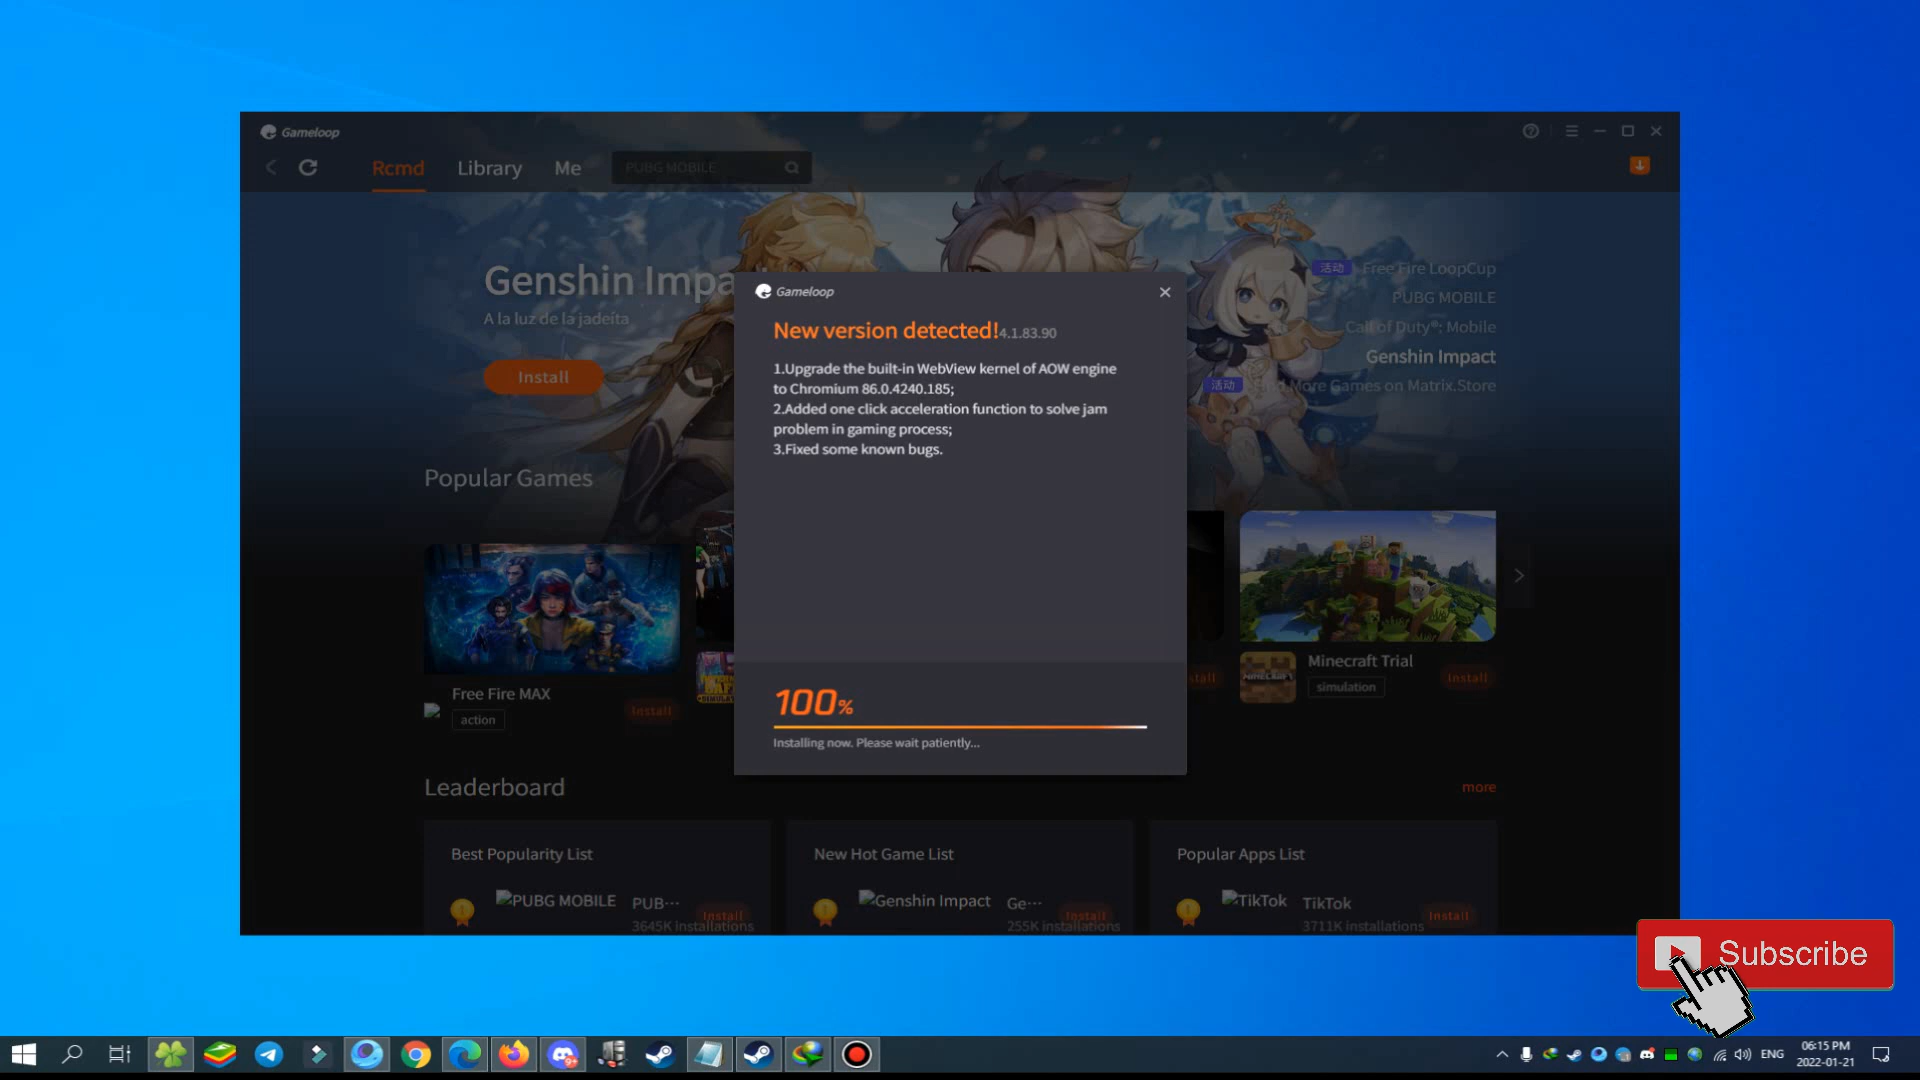 Gameloop
Rcmd
Library
Me
PUBG MOBILE
Genshin Impa
A la luz de la jadeíta
Install
活动
Free Fire LoopCup
PUBG MOBILE
Call of Duty®: Mobile
Genshin Impact
活动
Find More Games on Matrix.Store
Gameloop
New version detected!4.1.83.90
1.Upgrade the built-in WebView kernel of AOW engine
to Chromium 86.0.4240.185;
2.Added one click acceleration function to solve jam
problem in gaming process;
3.Fixed some known bugs.
100%
Installing now. Please wait patiently...
Popular Games
Free Fire MAX
action
Install
Minecraft Trial
simulation
Install
Leaderboard
more
Best Popularity List
PUBG MOBILE
PUB···
3645K installations
Install
New Hot Game List
Genshin Impact
Ge···
255K installations
Install
Popular Apps List
TikTok
TikTok
3711K installations
Install
Subscribe
ENG
06:15 PM
2022-01-21